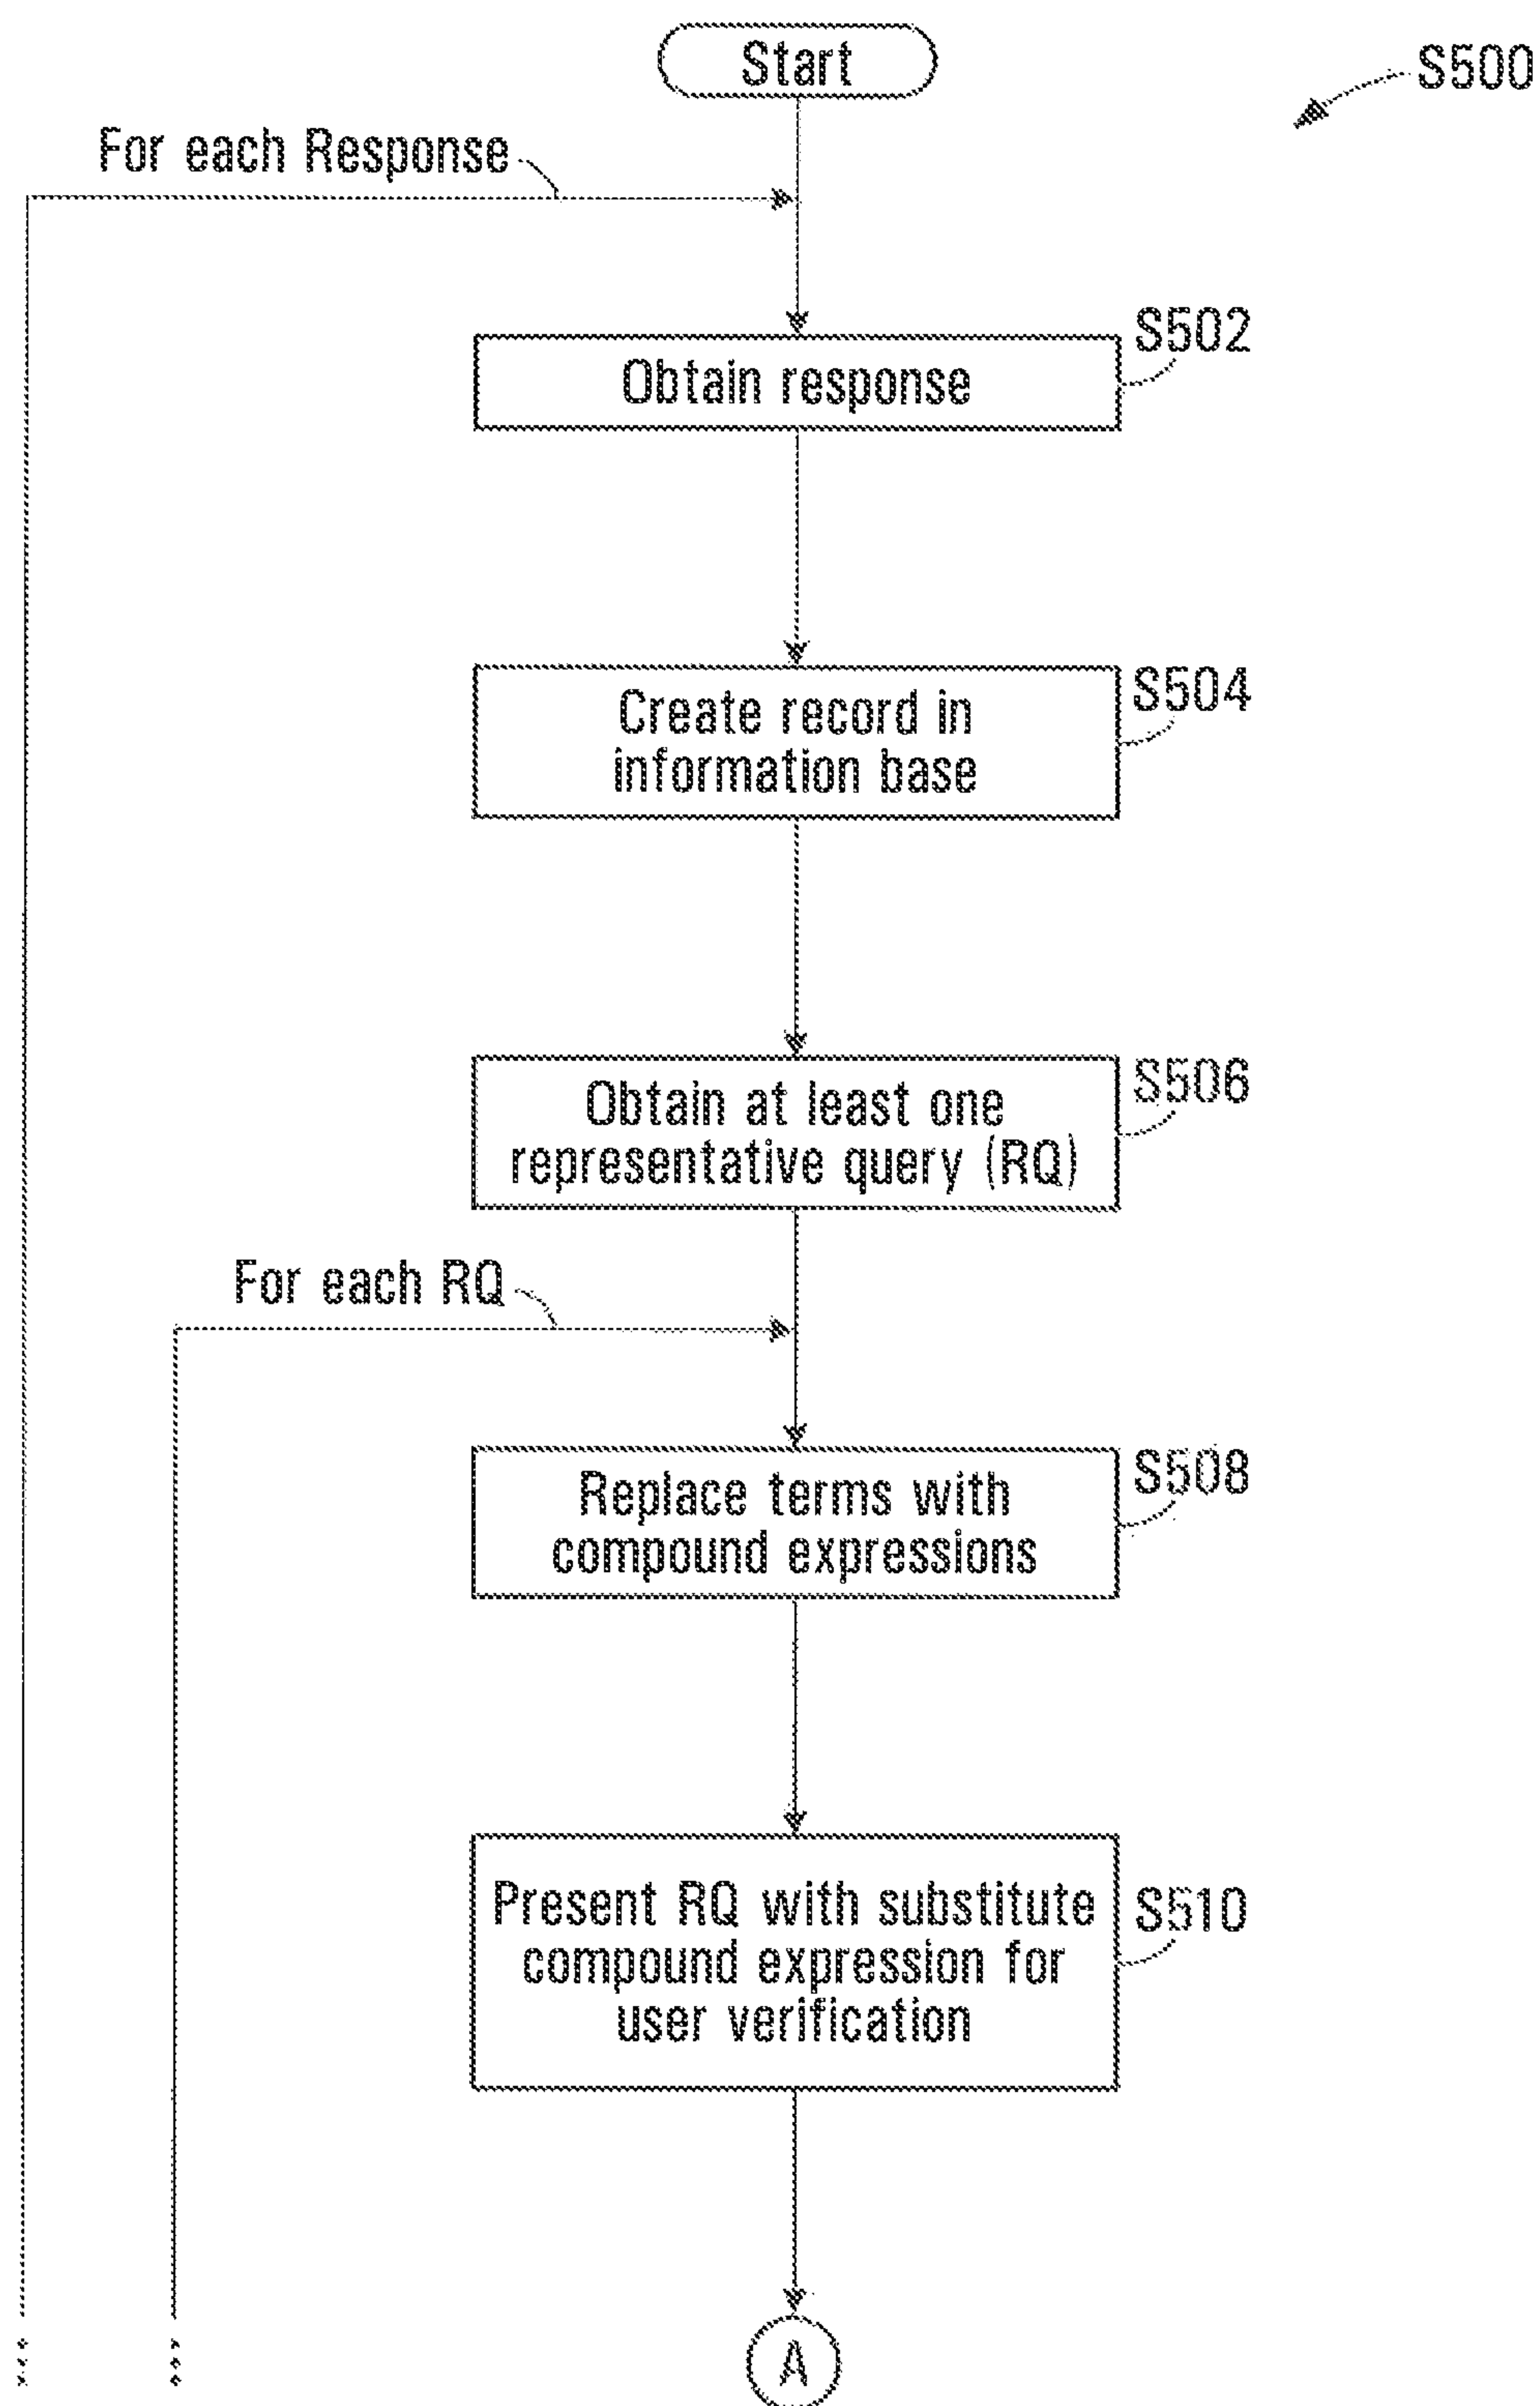 Start
S500
For each Response
S502
Obtain response
S504
Create record in
information base
S506
Obtain at least one
representative query (RQ)
For each RQ
S508
Replace terms with
compound expressions
Present RQ with substitute
S510
compound expression for
user verification
A